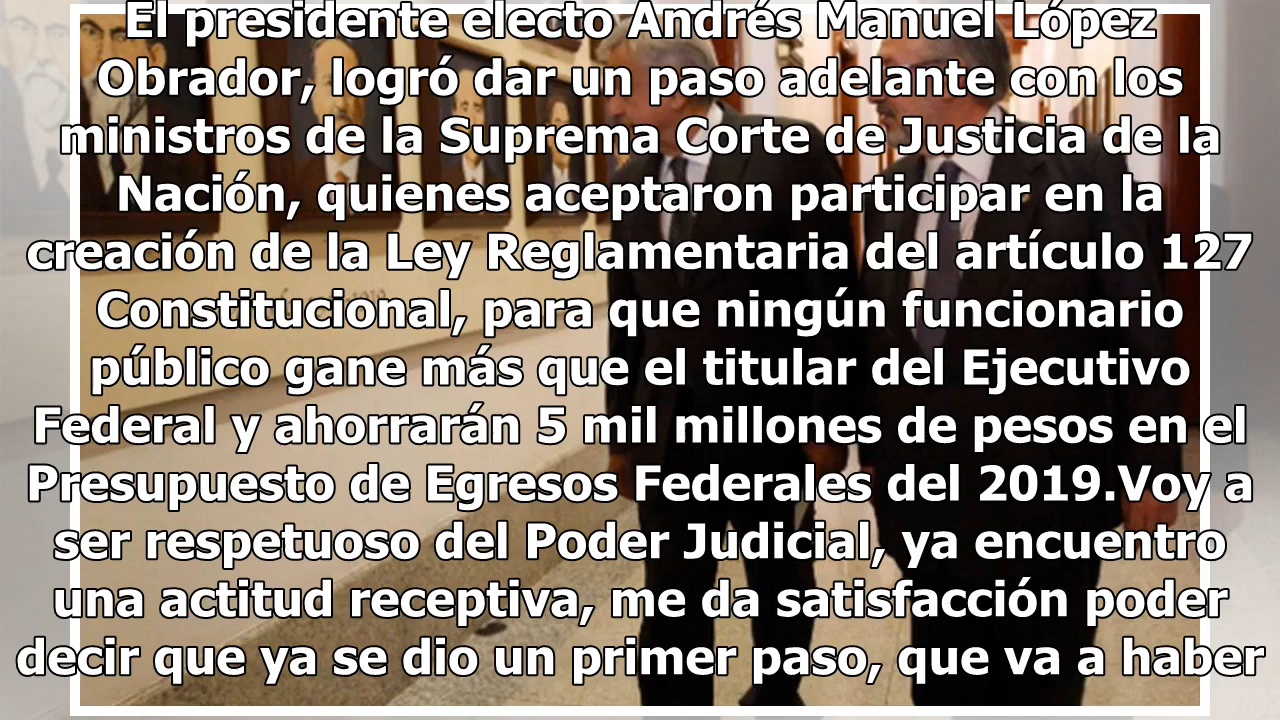 El presidente electo Andrés Manuel López
Obrador, logró dar un paso adelante con los
ministros de la Suprema Corte de Justicia de la
Nación, quienes aceptaron participar en la
creación de la Ley Reglamentaria del artículo 127
Constitucional, para que ningún funcionario
público gane más que el titular del Ejecutivo
Federal y ahorrarán 5 mil millones de pesos en el
Presupuesto de Egresos Federales del 2019.Voy a
ser respetuoso del Poder Judicial, ya encuentro
una actitud receptiva, me da satisfacción poder
decir que ya se dio un primer paso, que va a haber